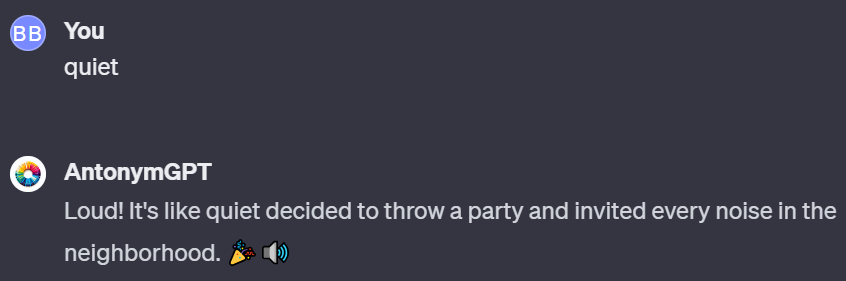 BB
You
quiet
AntonymGPT
Loud! It's like quiet decided to throw a party and invited every noise in the
neighborhood. 🎉 🔊